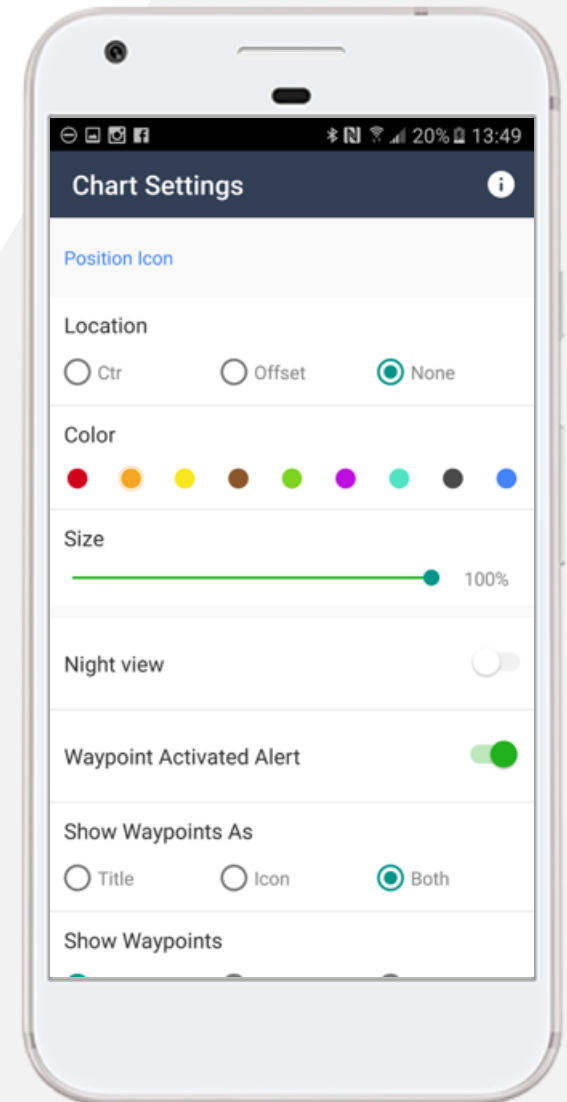 20% 13:49
Chart Settings
Position Icon
Location
Ctr Offset None
Color
Size
100%
Night view
Waypoint Activated Alert
Show Waypoints As
Title Icon Both
Show Waypoints